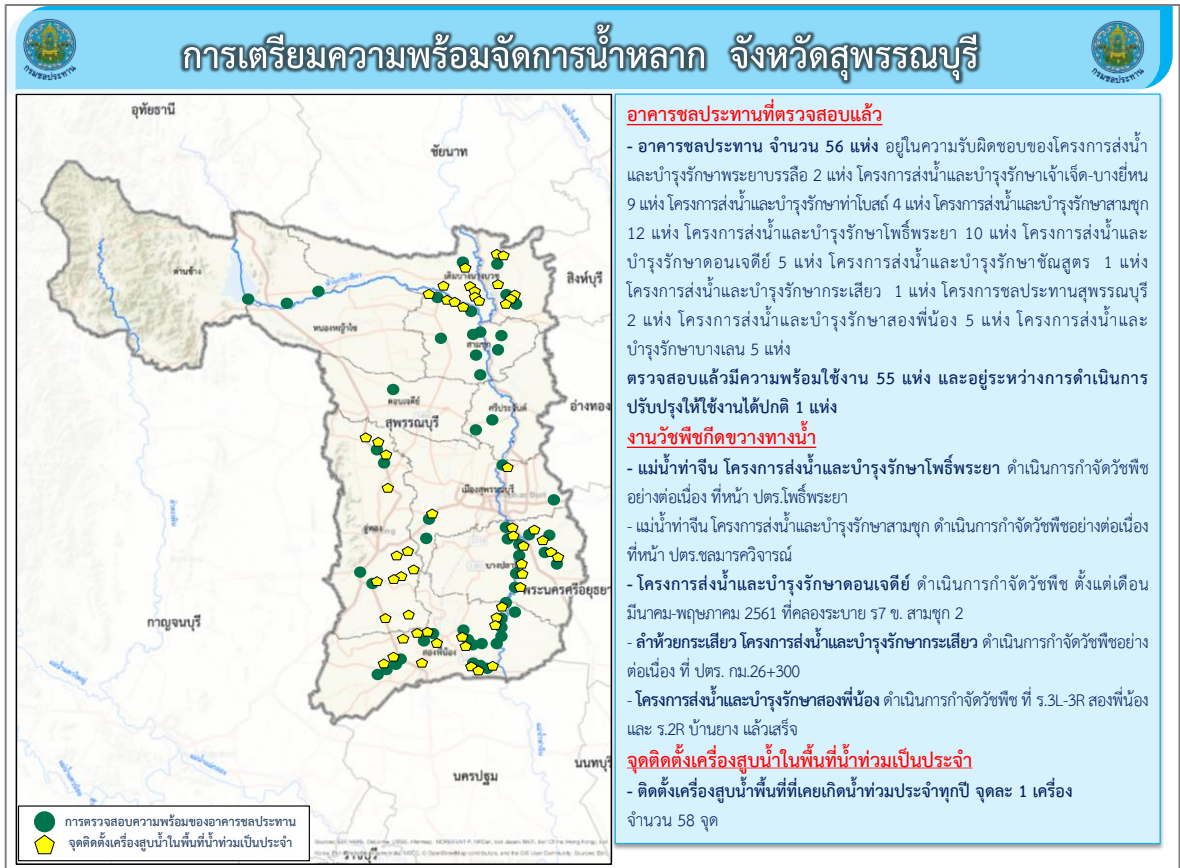 การเตรียมความพร้อมจัดการน้ำหลาก จังหวัดสุพรรณบุรี
กรมชลประทาน
กรมชลประทาน
อุทัยธานี
ชัยนาท
ด่านช้าง
ห้วยกระเสียว
เดิมบางนางบวช
สิงห์บุรี
หนองหญ้าไซ
สามชุก
ดอนเจดีย์
ศรีประจันต์
อ่างทอง
สุพรรณบุรี
เมืองสุพรรณบุรี
อู่ทอง
บางปลาม้า
พระนครศรีอยุธยา
กาญจนบุรี
สองพี่น้อง
นครปฐม
นนทบุรี
ราชบุรี
การตรวจสอบความพร้อมของอาคารชลประทาน
จุดติดตั้งเครื่องสูบน้ำในพื้นที่น้ำท่วมเป็นประจำ
อาคารชลประทานที่ตรวจสอบแล้ว
- อาคารชลประทาน จำนวน 56 แห่ง อยู่ในความรับผิดชอบของโครงการส่งน้ำ
และบำรุงรักษาพระยาบรรลือ 2 แห่ง โครงการส่งน้ำและบำรุงรักษาเจ้าเจ็ด-บางยี่หน
9 แห่ง โครงการส่งน้ำและบำรุงรักษาท่าโบสถ์ 4 แห่ง โครงการส่งน้ำและบำรุงรักษาสามชุก
12 แห่ง โครงการส่งน้ำและบำรุงรักษาโพธิ์พระยา 10 แห่ง โครงการส่งน้ำและ
บำรุงรักษาดอนเจดีย์ 5 แห่ง โครงการส่งน้ำและบำรุงรักษาชัณสูตร 1 แห่ง
โครงการส่งน้ำและบำรุงรักษากระเสียว 1 แห่ง โครงการชลประทานสุพรรณบุรี
2 แห่ง โครงการส่งน้ำและบำรุงรักษาสองพี่น้อง 5 แห่ง โครงการส่งน้ำและ
บำรุงรักษาบางเลน 5 แห่ง
ตรวจสอบแล้วมีความพร้อมใช้งาน 55 แห่ง และอยู่ระหว่างการดำเนินการ
ปรับปรุงให้ใช้งานได้ปกติ 1 แห่ง
งานวัชพืชกีดขวางทางน้ำ
- แม่น้ำท่าจีน โครงการส่งน้ำและบำรุงรักษาโพธิ์พระยา ดำเนินการกำจัดวัชพืช
อย่างต่อเนื่อง ที่หน้า ปตร.โพธิ์พระยา
- แม่น้ำท่าจีน โครงการส่งน้ำและบำรุงรักษาสามชุก ดำเนินการกำจัดวัชพืชอย่างต่อเนื่อง
ที่หน้า ปตร.ชลมารควิจารณ์
- โครงการส่งน้ำและบำรุงรักษาดอนเจดีย์ ดำเนินการกำจัดวัชพืช ตั้งแต่เดือน
มีนาคม-พฤษภาคม 2561 ที่คลองระบาย ร7 ข. สามชุก 2
- ลำห้วยกระเสียว โครงการส่งน้ำและบำรุงรักษากระเสียว ดำเนินการกำจัดวัชพืชอย่าง
ต่อเนื่อง ที่ ปตร. กม.26+300
- โครงการส่งน้ำและบำรุงรักษาสองพี่น้อง ดำเนินการกำจัดวัชพืช ที่ ร.3L-3R สองพี่น้อง
และ ร.2R บ้านยาง แล้วเสร็จ
จุดติดตั้งเครื่องสูบน้ำในพื้นที่น้ำท่วมเป็นประจำ
- ติดตั้งเครื่องสูบน้ำพื้นที่ที่เคยเกิดน้ำท่วมประจำทุกปี จุดละ 1 เครื่อง
จำนวน 58 จุด